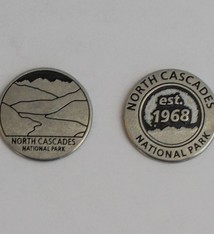 NORTH CASCADES
NATIONAL PARK
NORTH CASCADES
est.
1968
NATIONAL PARK